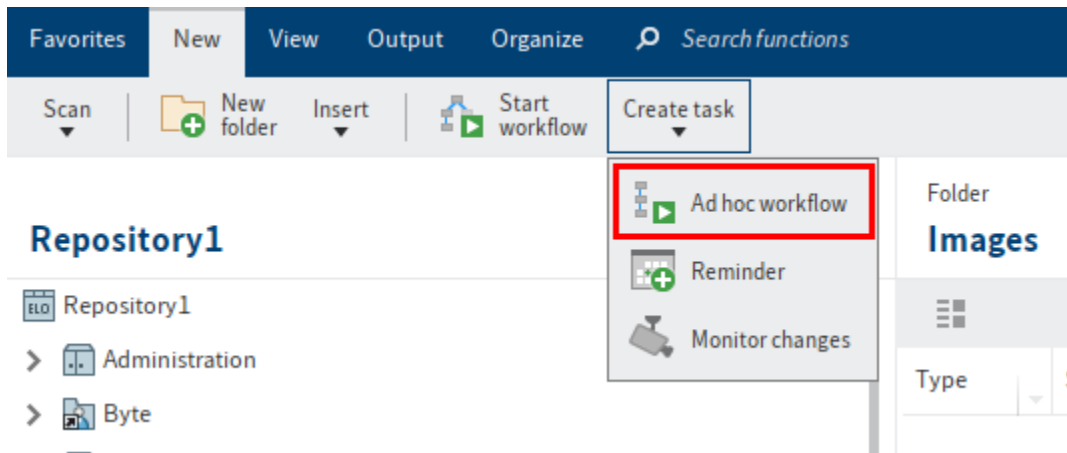 Favorites New View Output Organize Search functions
Scan New folder Insert Start workflow Create task
Ad hoc workflow
Reminder
Monitor changes
Repository1
ELO Repository1
Administration
Byte
Folder
Images
Type